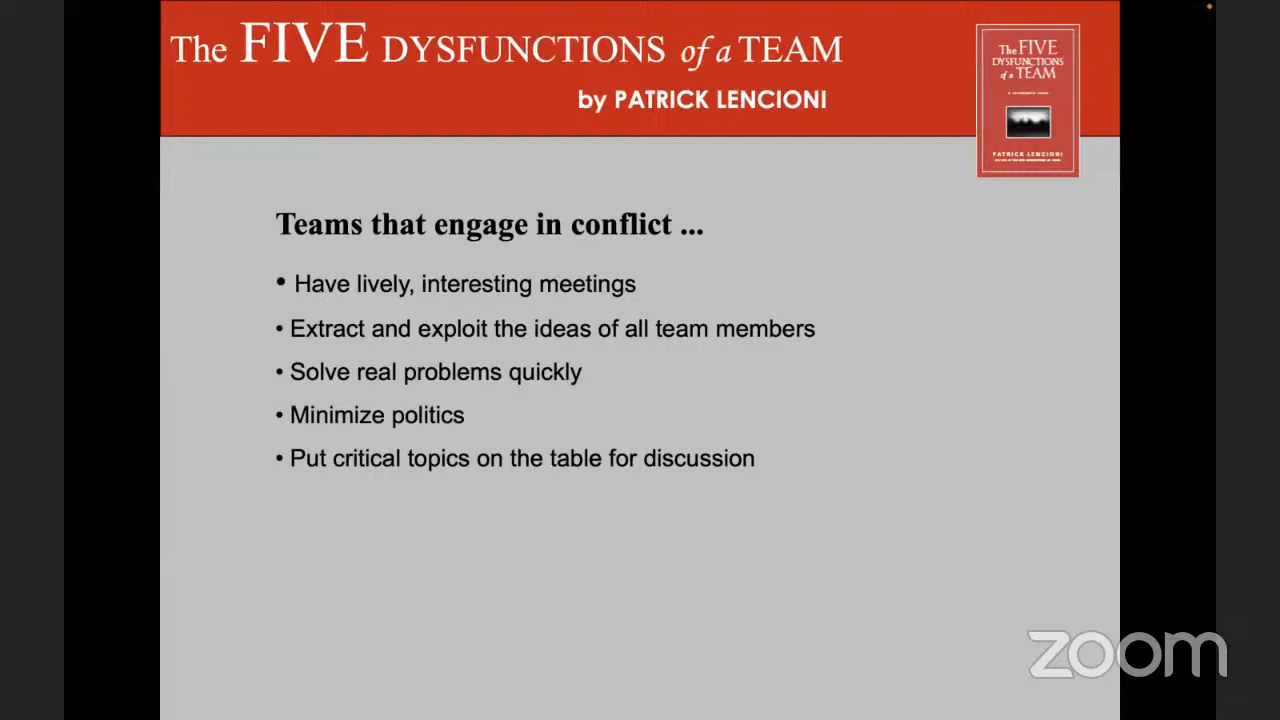 The FIVE DYSFUNCTIONS of a TEAM
by PATRICK LENCIONI
The FIVE
DYSFUNCTIONS
of a TEAM
PATRICK LENCIONI
Teams that engage in conflict ...
• Have lively, interesting meetings
• Extract and exploit the ideas of all team members
• Solve real problems quickly
• Minimize politics
• Put critical topics on the table for discussion
zoom